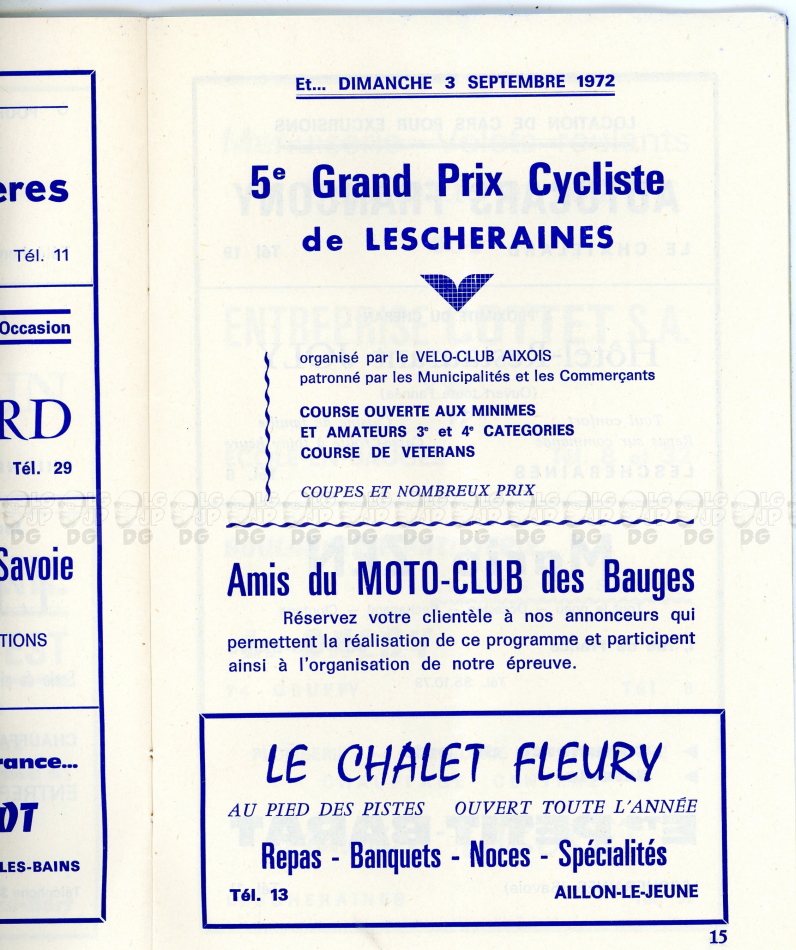 ères
Tél. 11
Occasion
RD
Tél. 29
Savoie
TIONS
rance...
OT
LES-BAINS
Et... DIMANCHE 3 SEPTEMBRE 1972
5e Grand Prix Cycliste
de LESCHERAINES
organisé par le VELO-CLUB AIXOIS
patronné par les Municipalités et les Commerçants
COURSE OUVERTE AUX MINIMES
ET AMATEURS 3e et 4e CATEGORIES
COURSE DE VETERANS
COUPES ET NOMBREUX PRIX
Amis du MOTO-CLUB des Bauges
Réservez votre clientèle à nos annonceurs qui
permettent la réalisation de ce programme et participent
ainsi à l'organisation de notre épreuve.
LE CHALET FLEURY
AU PIED DES PISTES OUVERT TOUTE L'ANNÉE
Repas - Banquets - Noces - Spécialités
Tél. 13 AILLON-LE-JEUNE
15